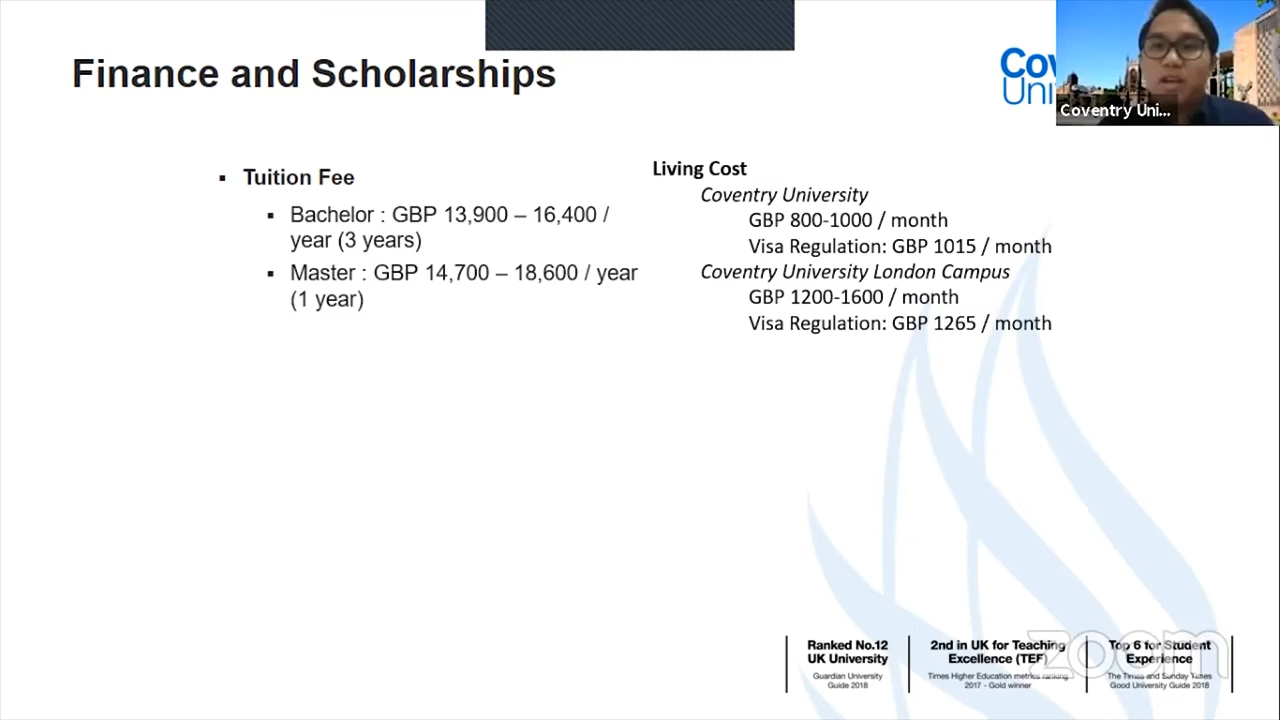 Finance and Scholarships
Cov
Uni
Coventry Uni...
▪ Tuition Fee
▪ Bachelor : GBP 13,900 – 16,400 /
year (3 years)
▪ Master : GBP 14,700 – 18,600 / year
(1 year)
Living Cost
Coventry University
GBP 800-1000 / month
Visa Regulation: GBP 1015 / month
Coventry University London Campus
GBP 1200-1600 / month
Visa Regulation: GBP 1265 / month
Ranked No.12
UK University
Guardian University
Guide 2018
2nd in UK for Teaching
Excellence (TEF)
Times Higher Education metrics ranking
2017 - Gold winner
Top 6 for Student
Experience
The Times and Sunday Times
Good University Guide 2018
zoom